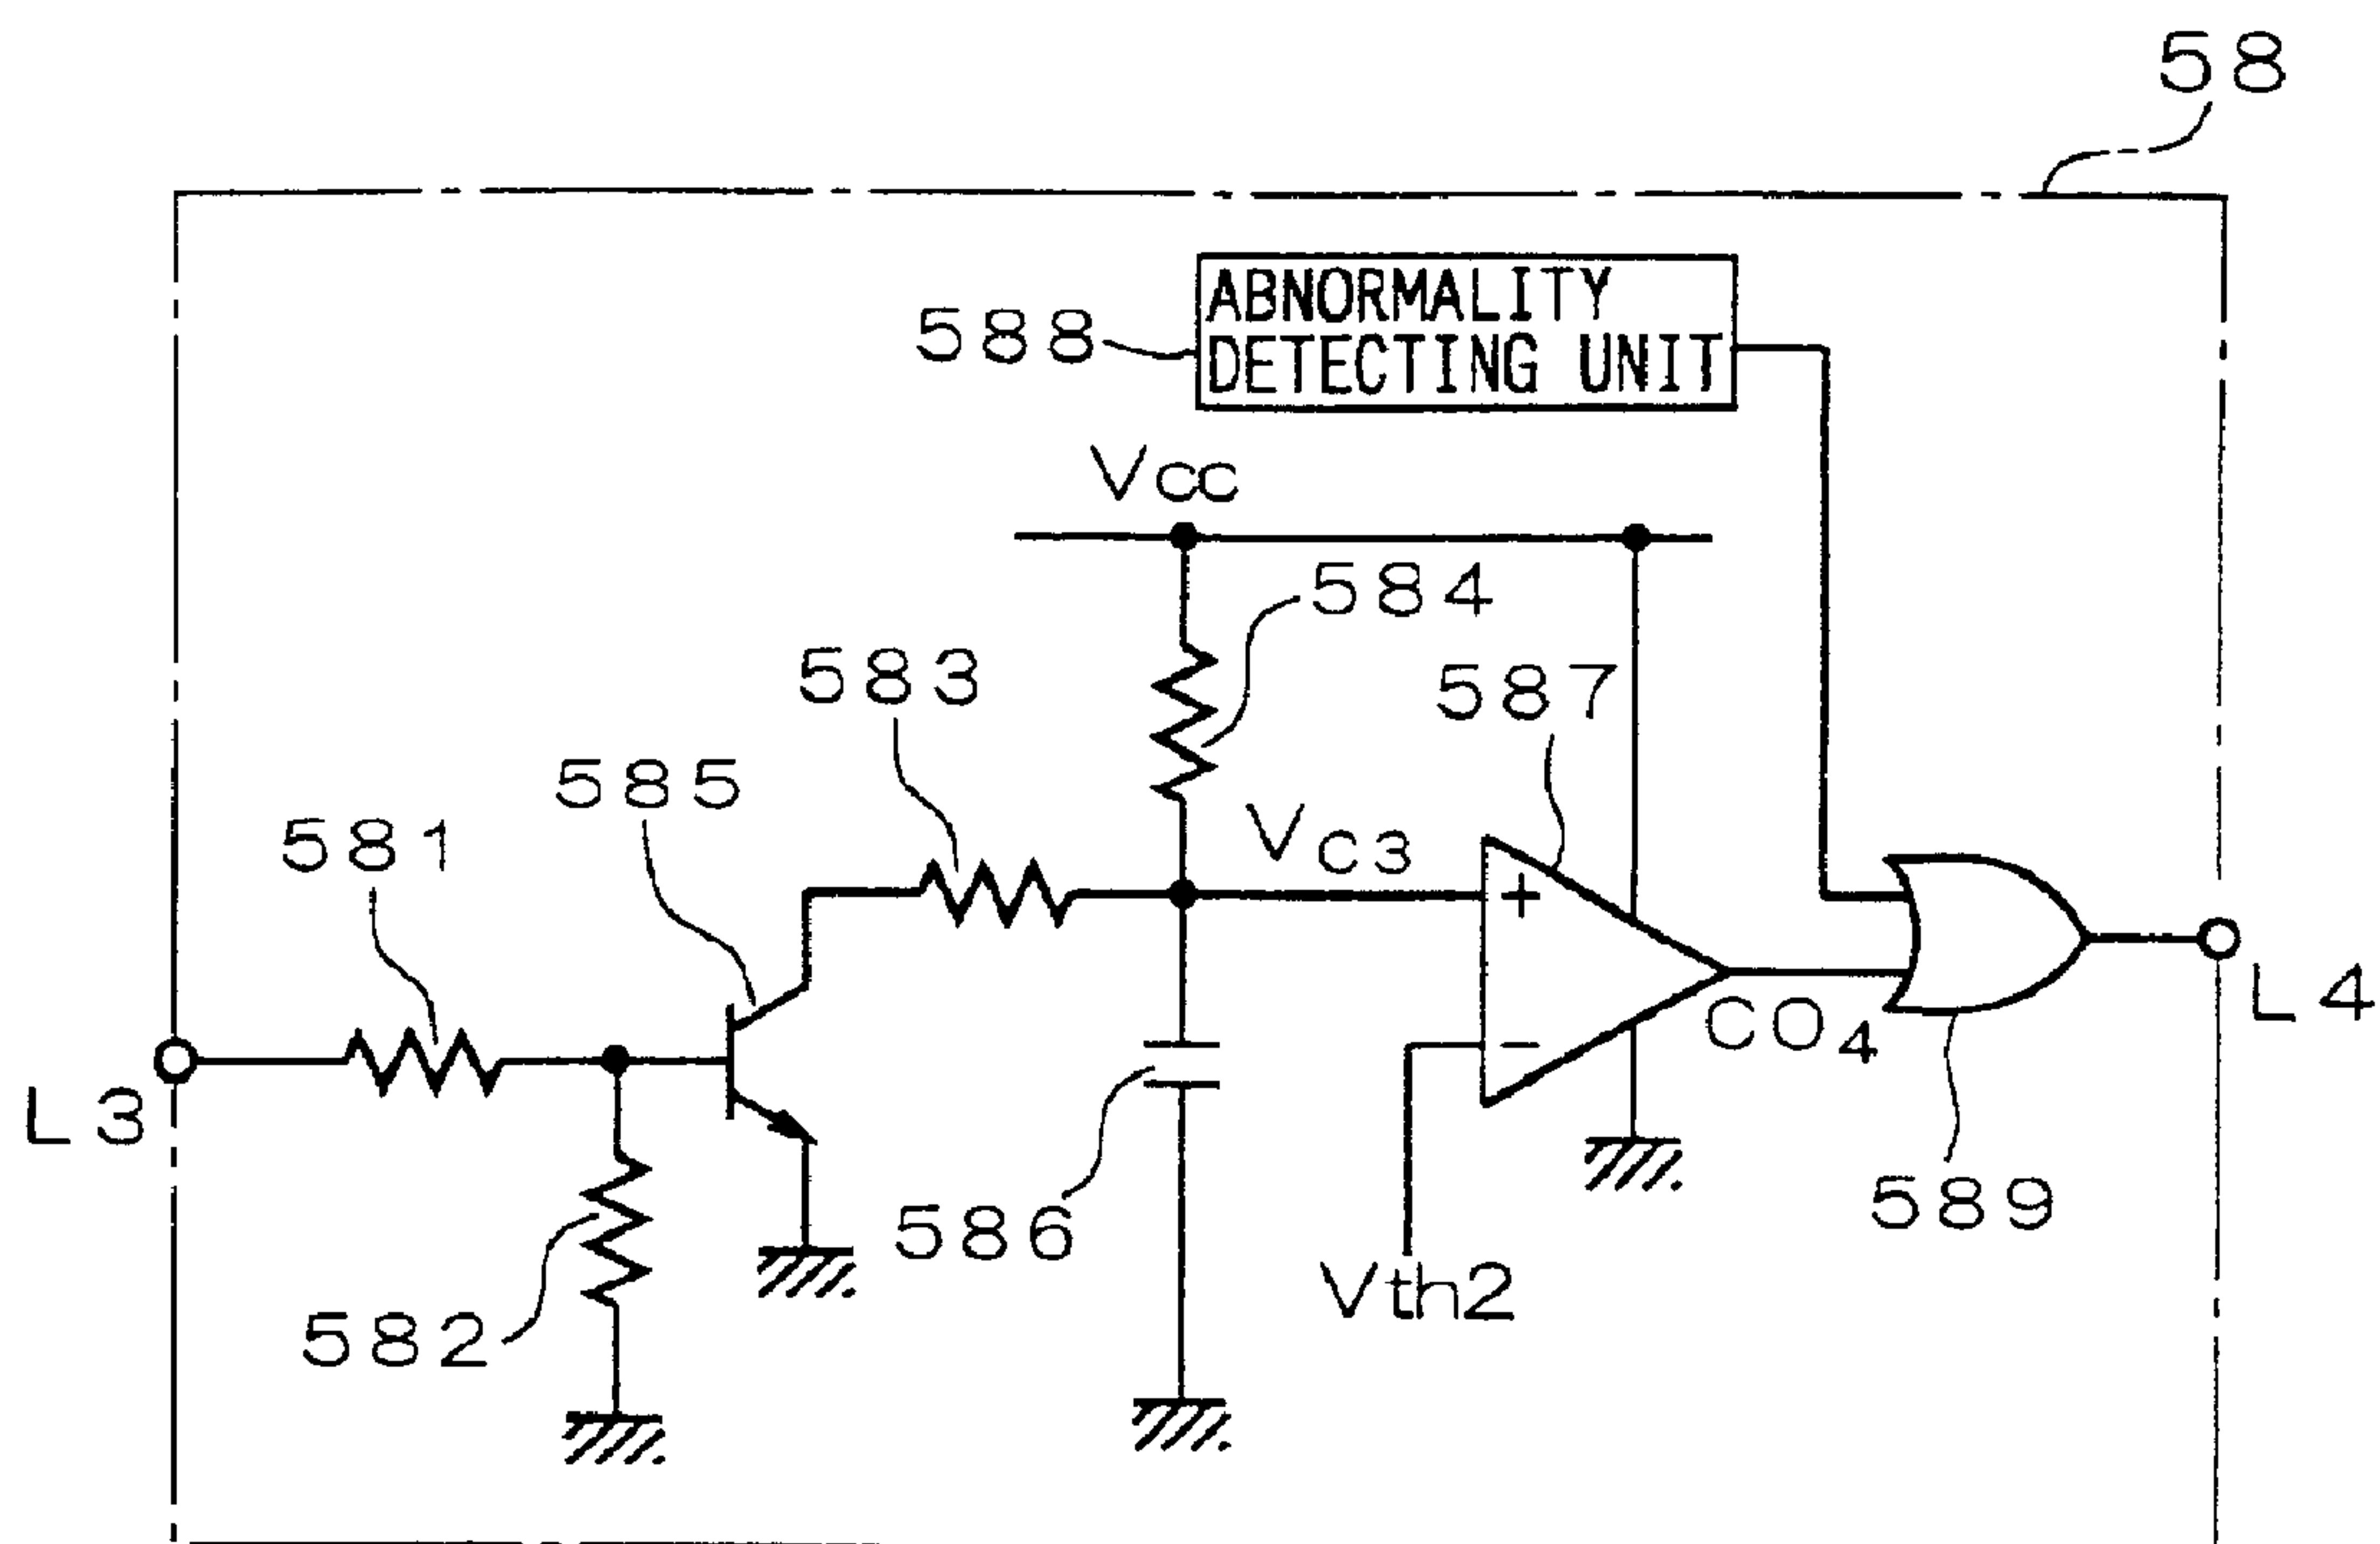 58
ABNORMALITY
DETECTING UNIT
588
Vcc
584
583
587
585
581
VC3
+
L4
CO4
−
L3
589
586
Vth2
582